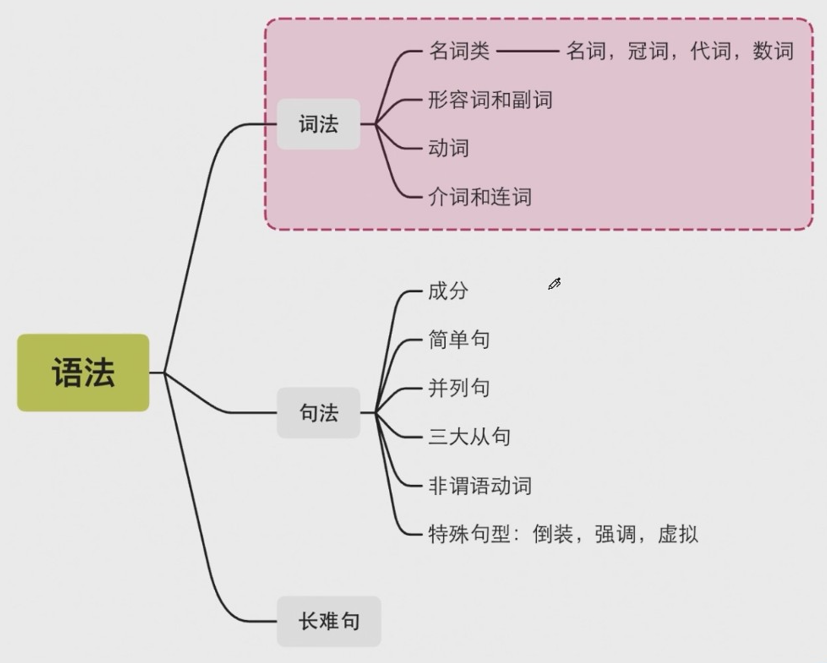 语法
词法
名词类
名词，冠词，代词，数词
形容词和副词
动词
介词和连词
句法
成分
简单句
并列句
三大从句
非谓语动词
特殊句型：倒装，强调，虚拟
长难句